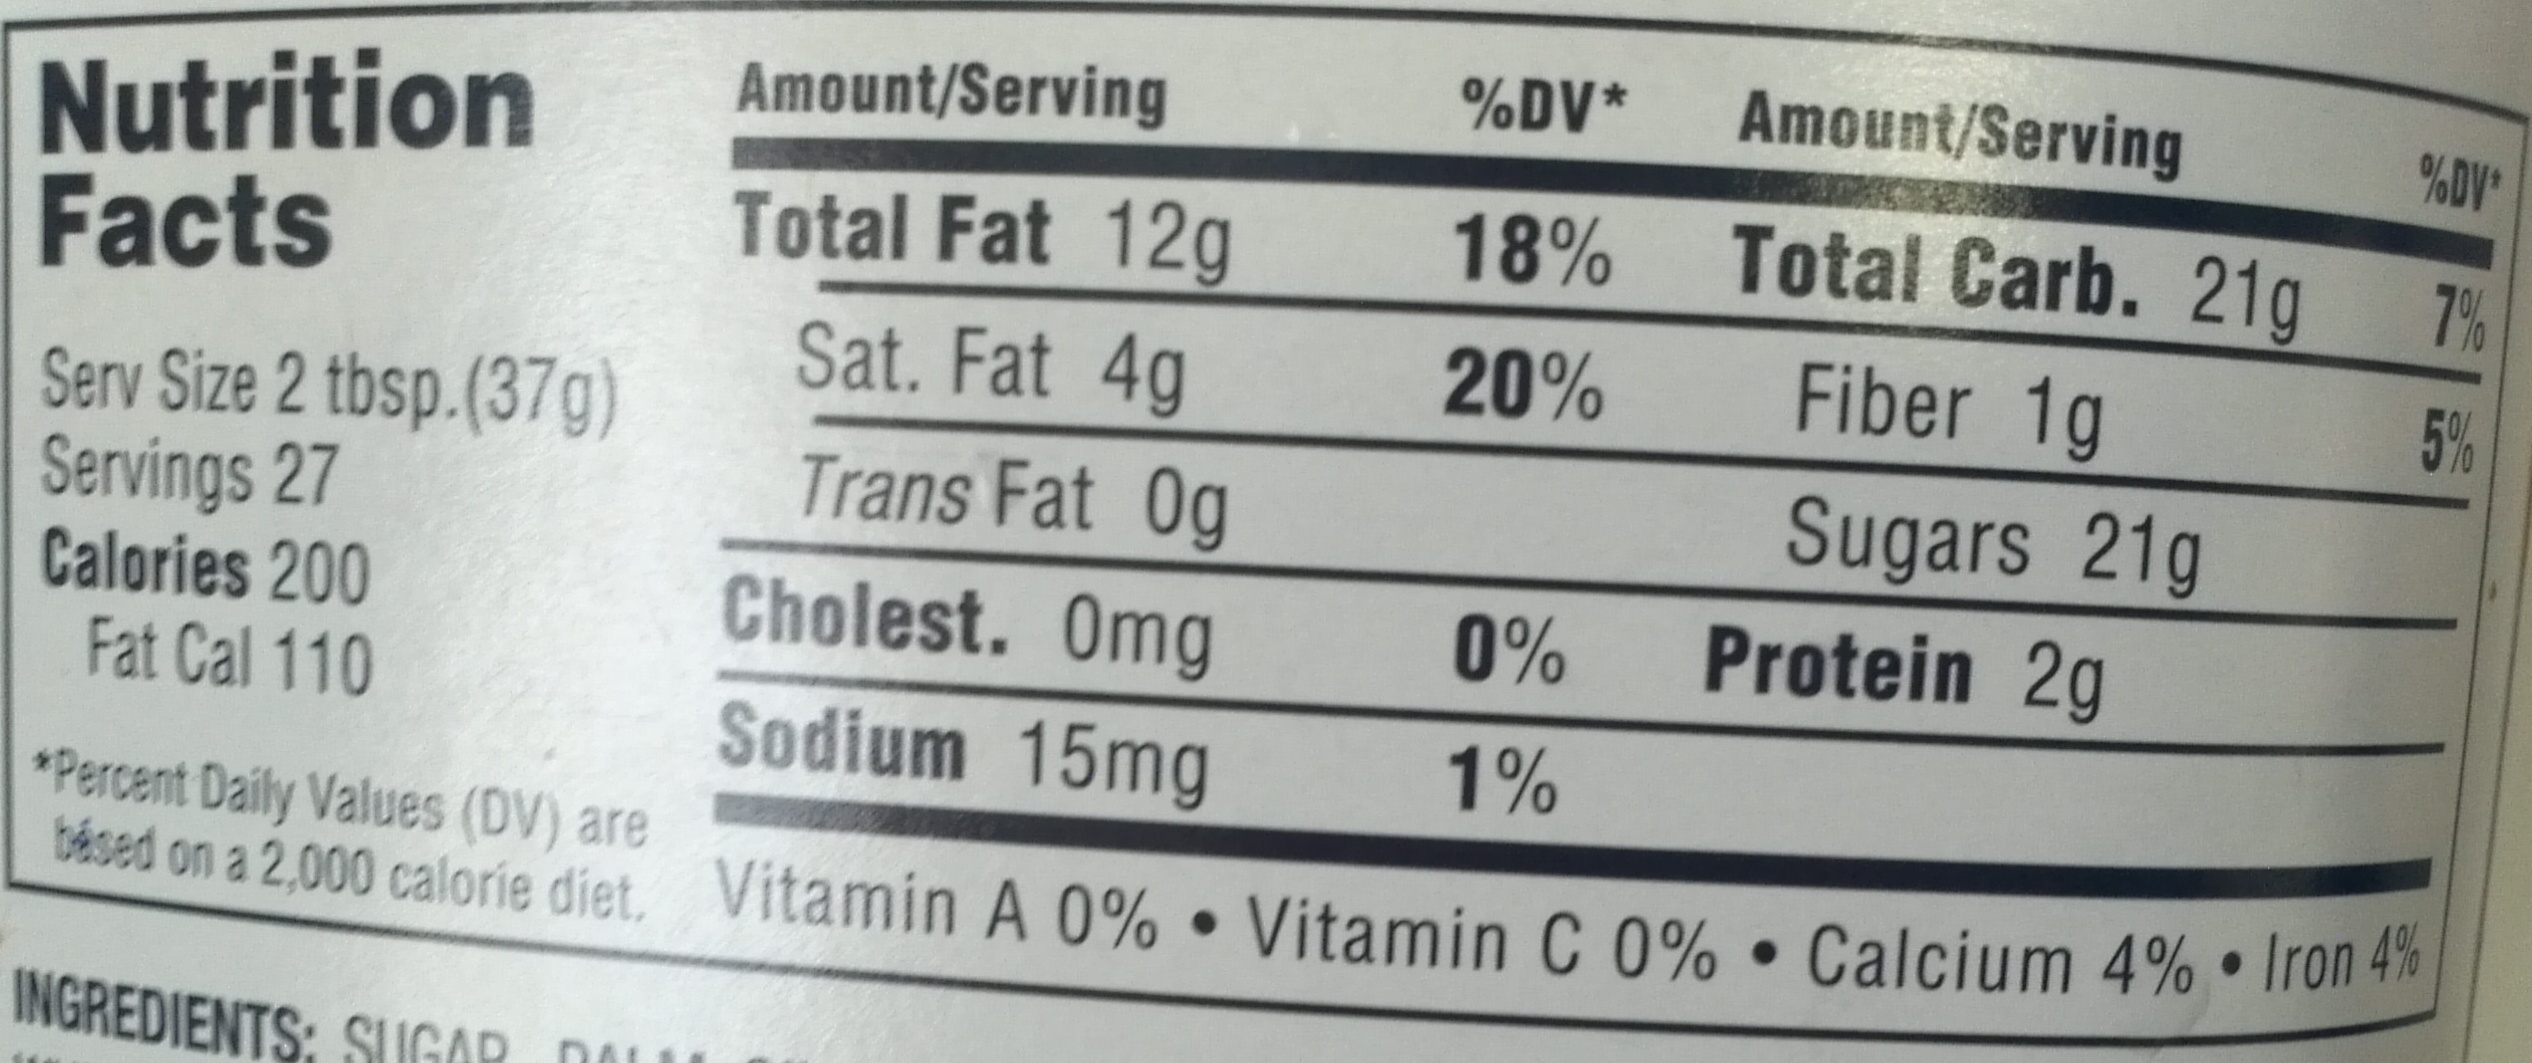 Nutrition
Facts
Serv Size 2 tbsp.(37g)
Servings 27
Calories 200
Fat Cal 110
*Percent Daily Values (DV) are
based on a 2,000 calorie diet.
Amount/Serving %DV* Amount/Serving %DV*
Total Fat 12g 18% Total Carb. 21g 7%
Sat. Fat 4g 20% Fiber 1g 5%
Trans Fat 0g Sugars 21g
Cholest. 0mg 0% Protein 2g
Sodium 15mg 1%
Vitamin A 0% • Vitamin C 0% • Calcium 4% • Iron 4%
INGREDIENTS: SUGAR